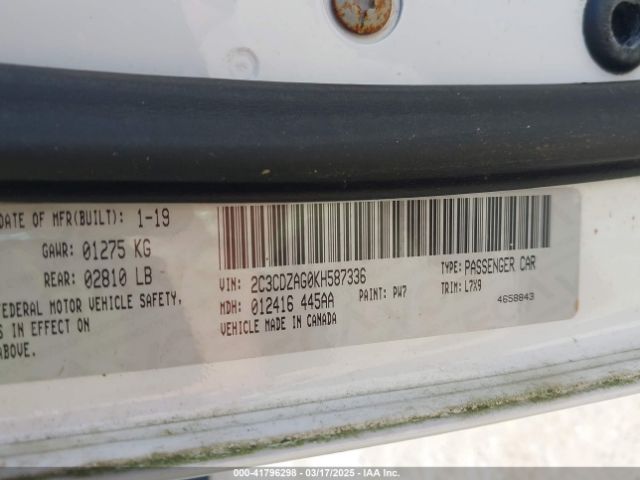 DATE OF MFR(BUILT): 1-19
GAWR: 01275 KG
REAR: 02810 LB
FEDERAL MOTOR VEHICLE SAFETY,
S IN EFFECT ON
ABOVE.
VIN: 2C3CDZAG0KH587336
TYPE: PASSENGER CAR
MDH: 012416 445AA
PAINT: PW7
TRIM: L7X9
VEHICLE MADE IN CANADA
4658843
000-41796298 | 03/17/2025 | IAA Inc.